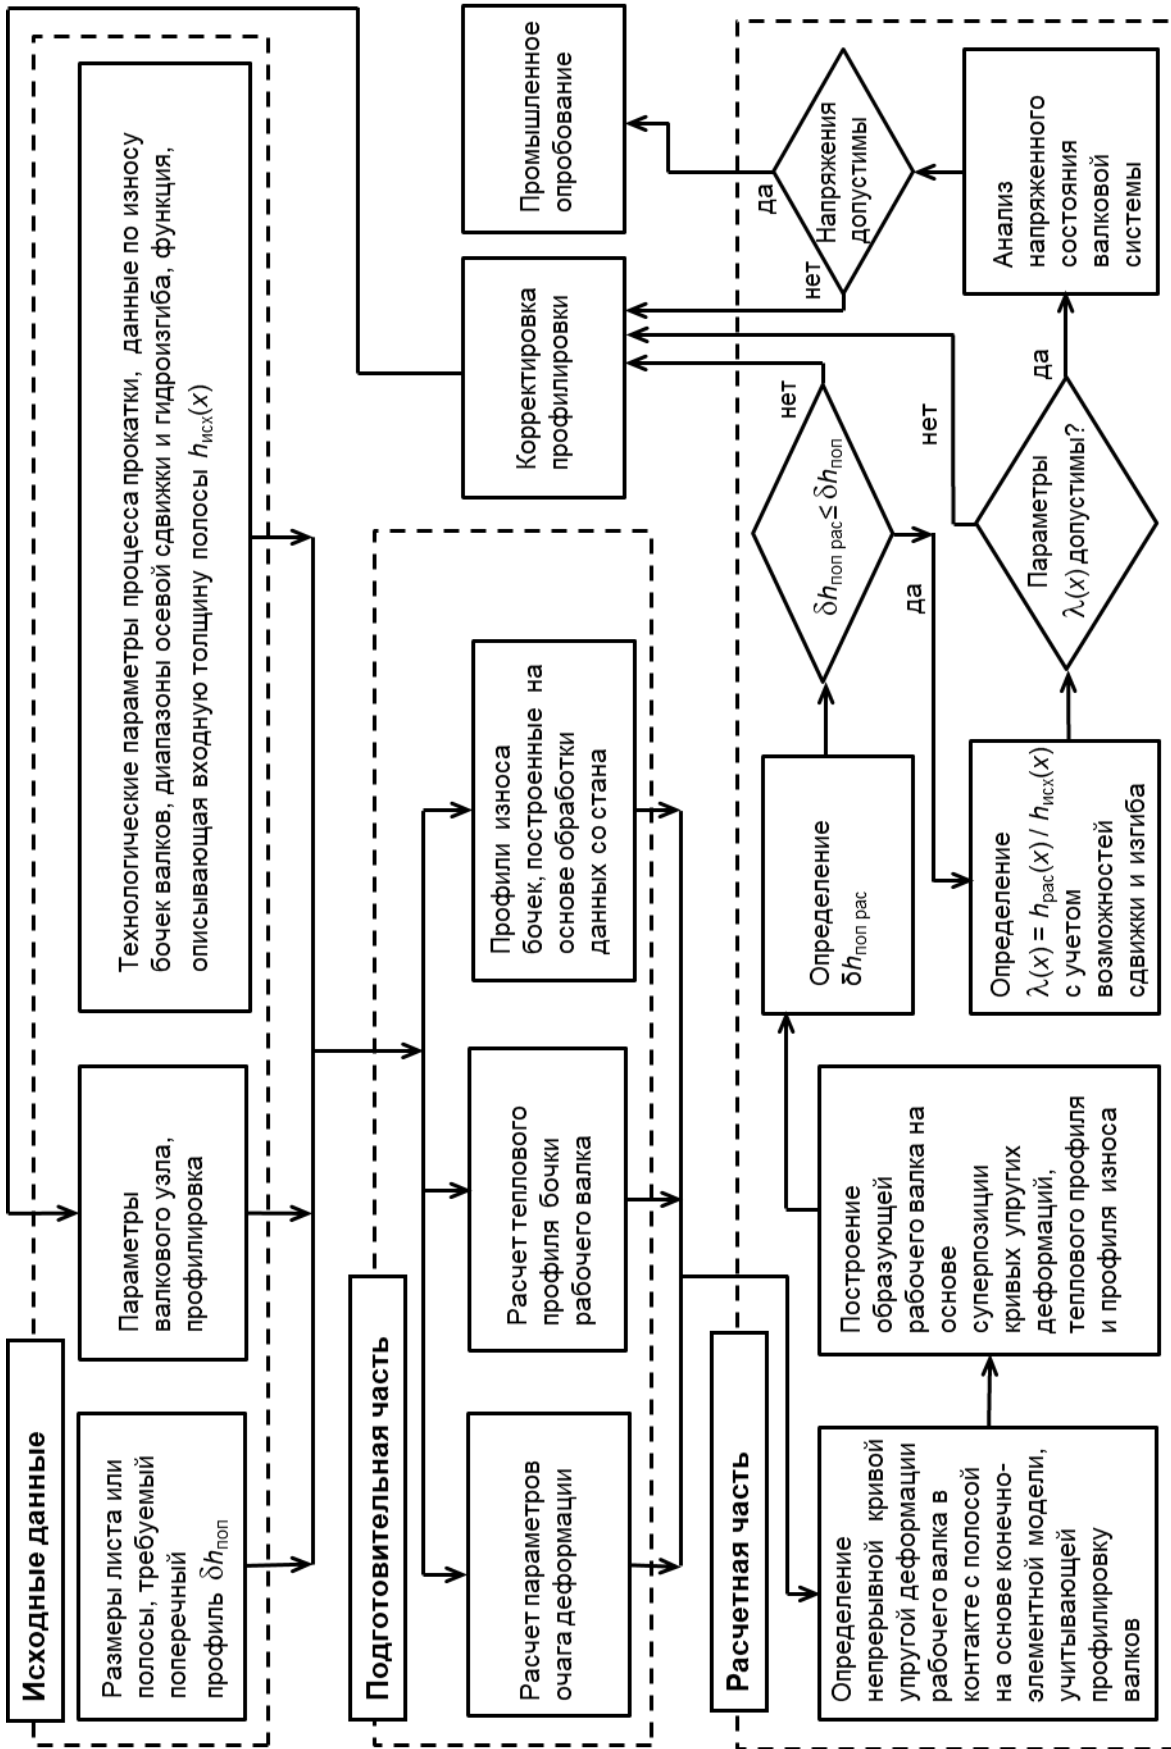 Исходные данные
Размеры листа или
полосы, требуемый
поперечный
профиль δhпоп
Параметры
валкового узла,
профилировка
Технологические параметры процесса прокатки, данные по износу
бочек валков, диапазоны осевой сдвижки и гидроизгиба, функция,
описывающая входную толщину полосы hисх(x)
Подготовительная часть
Расчет параметров
очага деформации
Расчет теплового
профиля бочки
рабочего валка
Профили износа
бочек, построенные на
основе обработки
данных со стана
Корректировка
профилировки
Промышленное
опробование
Расчетная часть
Определение
непрерывной кривой
упругой деформации
рабочего валка в
контакте с полосой
на основе конечно-
элементной модели,
учитывающей
профилировку
валков
Построение
образующей
рабочего валка на
основе
суперпозиции
кривых упругих
деформаций,
теплового профиля
и профиля износа
Определение
δhпоп рас
δhпоп рас ≤ δhпоп
нет
да
Определение
λ(x) = hрас(x) / hисх(x)
с учетом
возможностей
сдвижки и изгиба
Параметры
λ(x) допустимы?
нет
да
Анализ
напряженного
состояния
валковой
системы
Напряжения
допустимы
нет
да